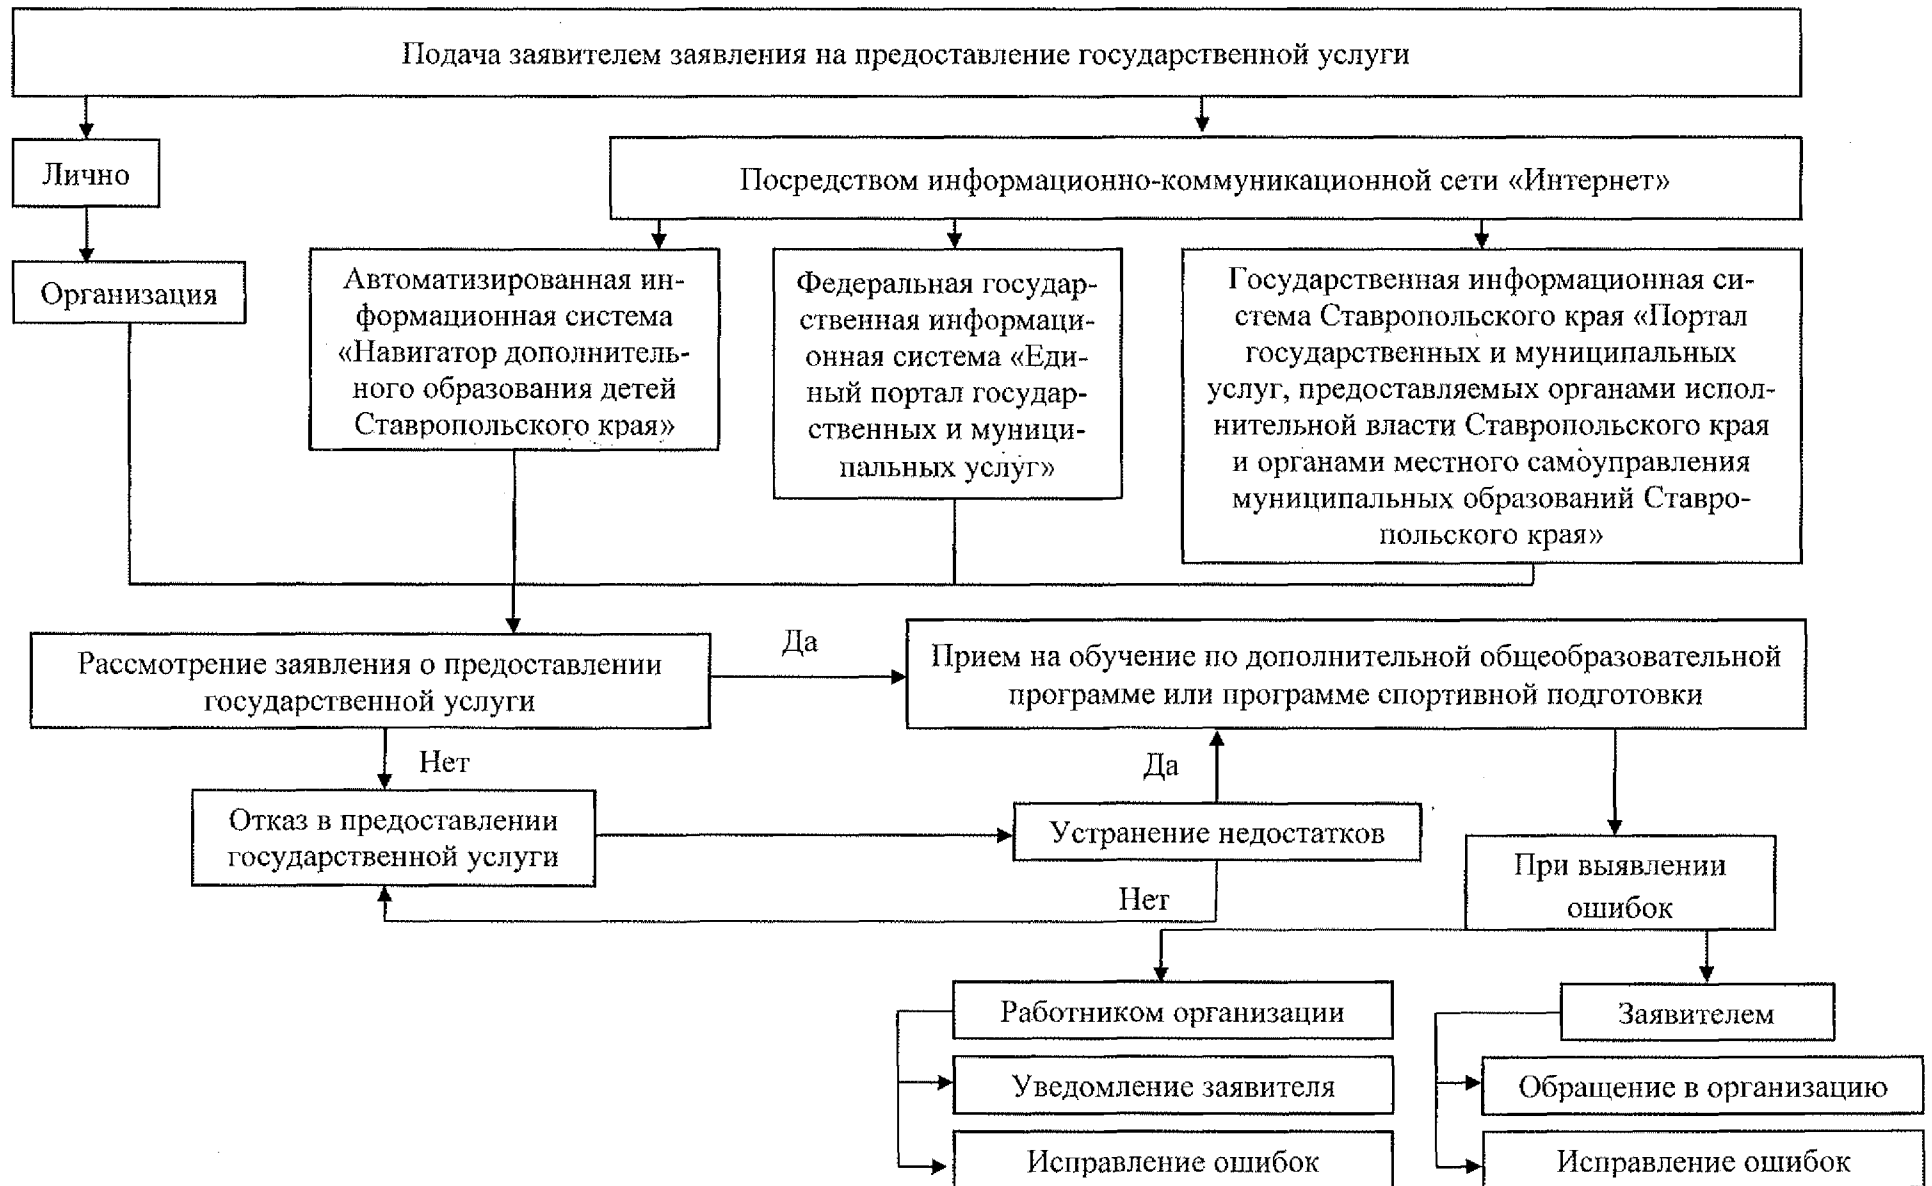 Подача заявителем заявления на предоставление государственной услуги
Лично
Посредством информационно-коммуникационной сети «Интернет»
Организация
Автоматизированная ин-
формационная система
«Навигатор дополнитель-
ного образования детей
Ставропольского края»
Федеральная государ-
ственная информаци-
онная система «Еди-
ный портал государ-
ственных и муници-
пальных услуг»
Государственная информационная си-
стема Ставропольского края «Портал
государственных и муниципальных
услуг, предоставляемых органами испол-
нительной власти Ставропольского края
и органами местного самоуправления
муниципальных образований Ставро-
польского края»
Рассмотрение заявления о предоставлении
государственной услуги
Да
Прием на обучение по дополнительной общеобразовательной
программе или программе спортивной подготовки
Нет
Да
Отказ в предоставлении
государственной услуги
Устранение недостатков
Нет
При выявлении
ошибок
Работником организации
Заявителем
Уведомление заявителя
Обращение в организацию
Исправление ошибок
Исправление ошибок